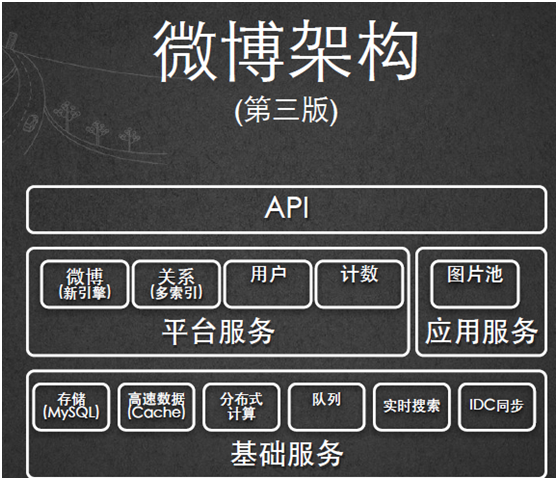 微博架构
(第三版)
API
微博
(新引擎)
关系
(多索引)
用户
计数
平台服务
图片池
应用服务
存储
(MySQL)
高速数据
(Cache)
分布式
计算
队列
实时搜索
IDC同步
基础服务